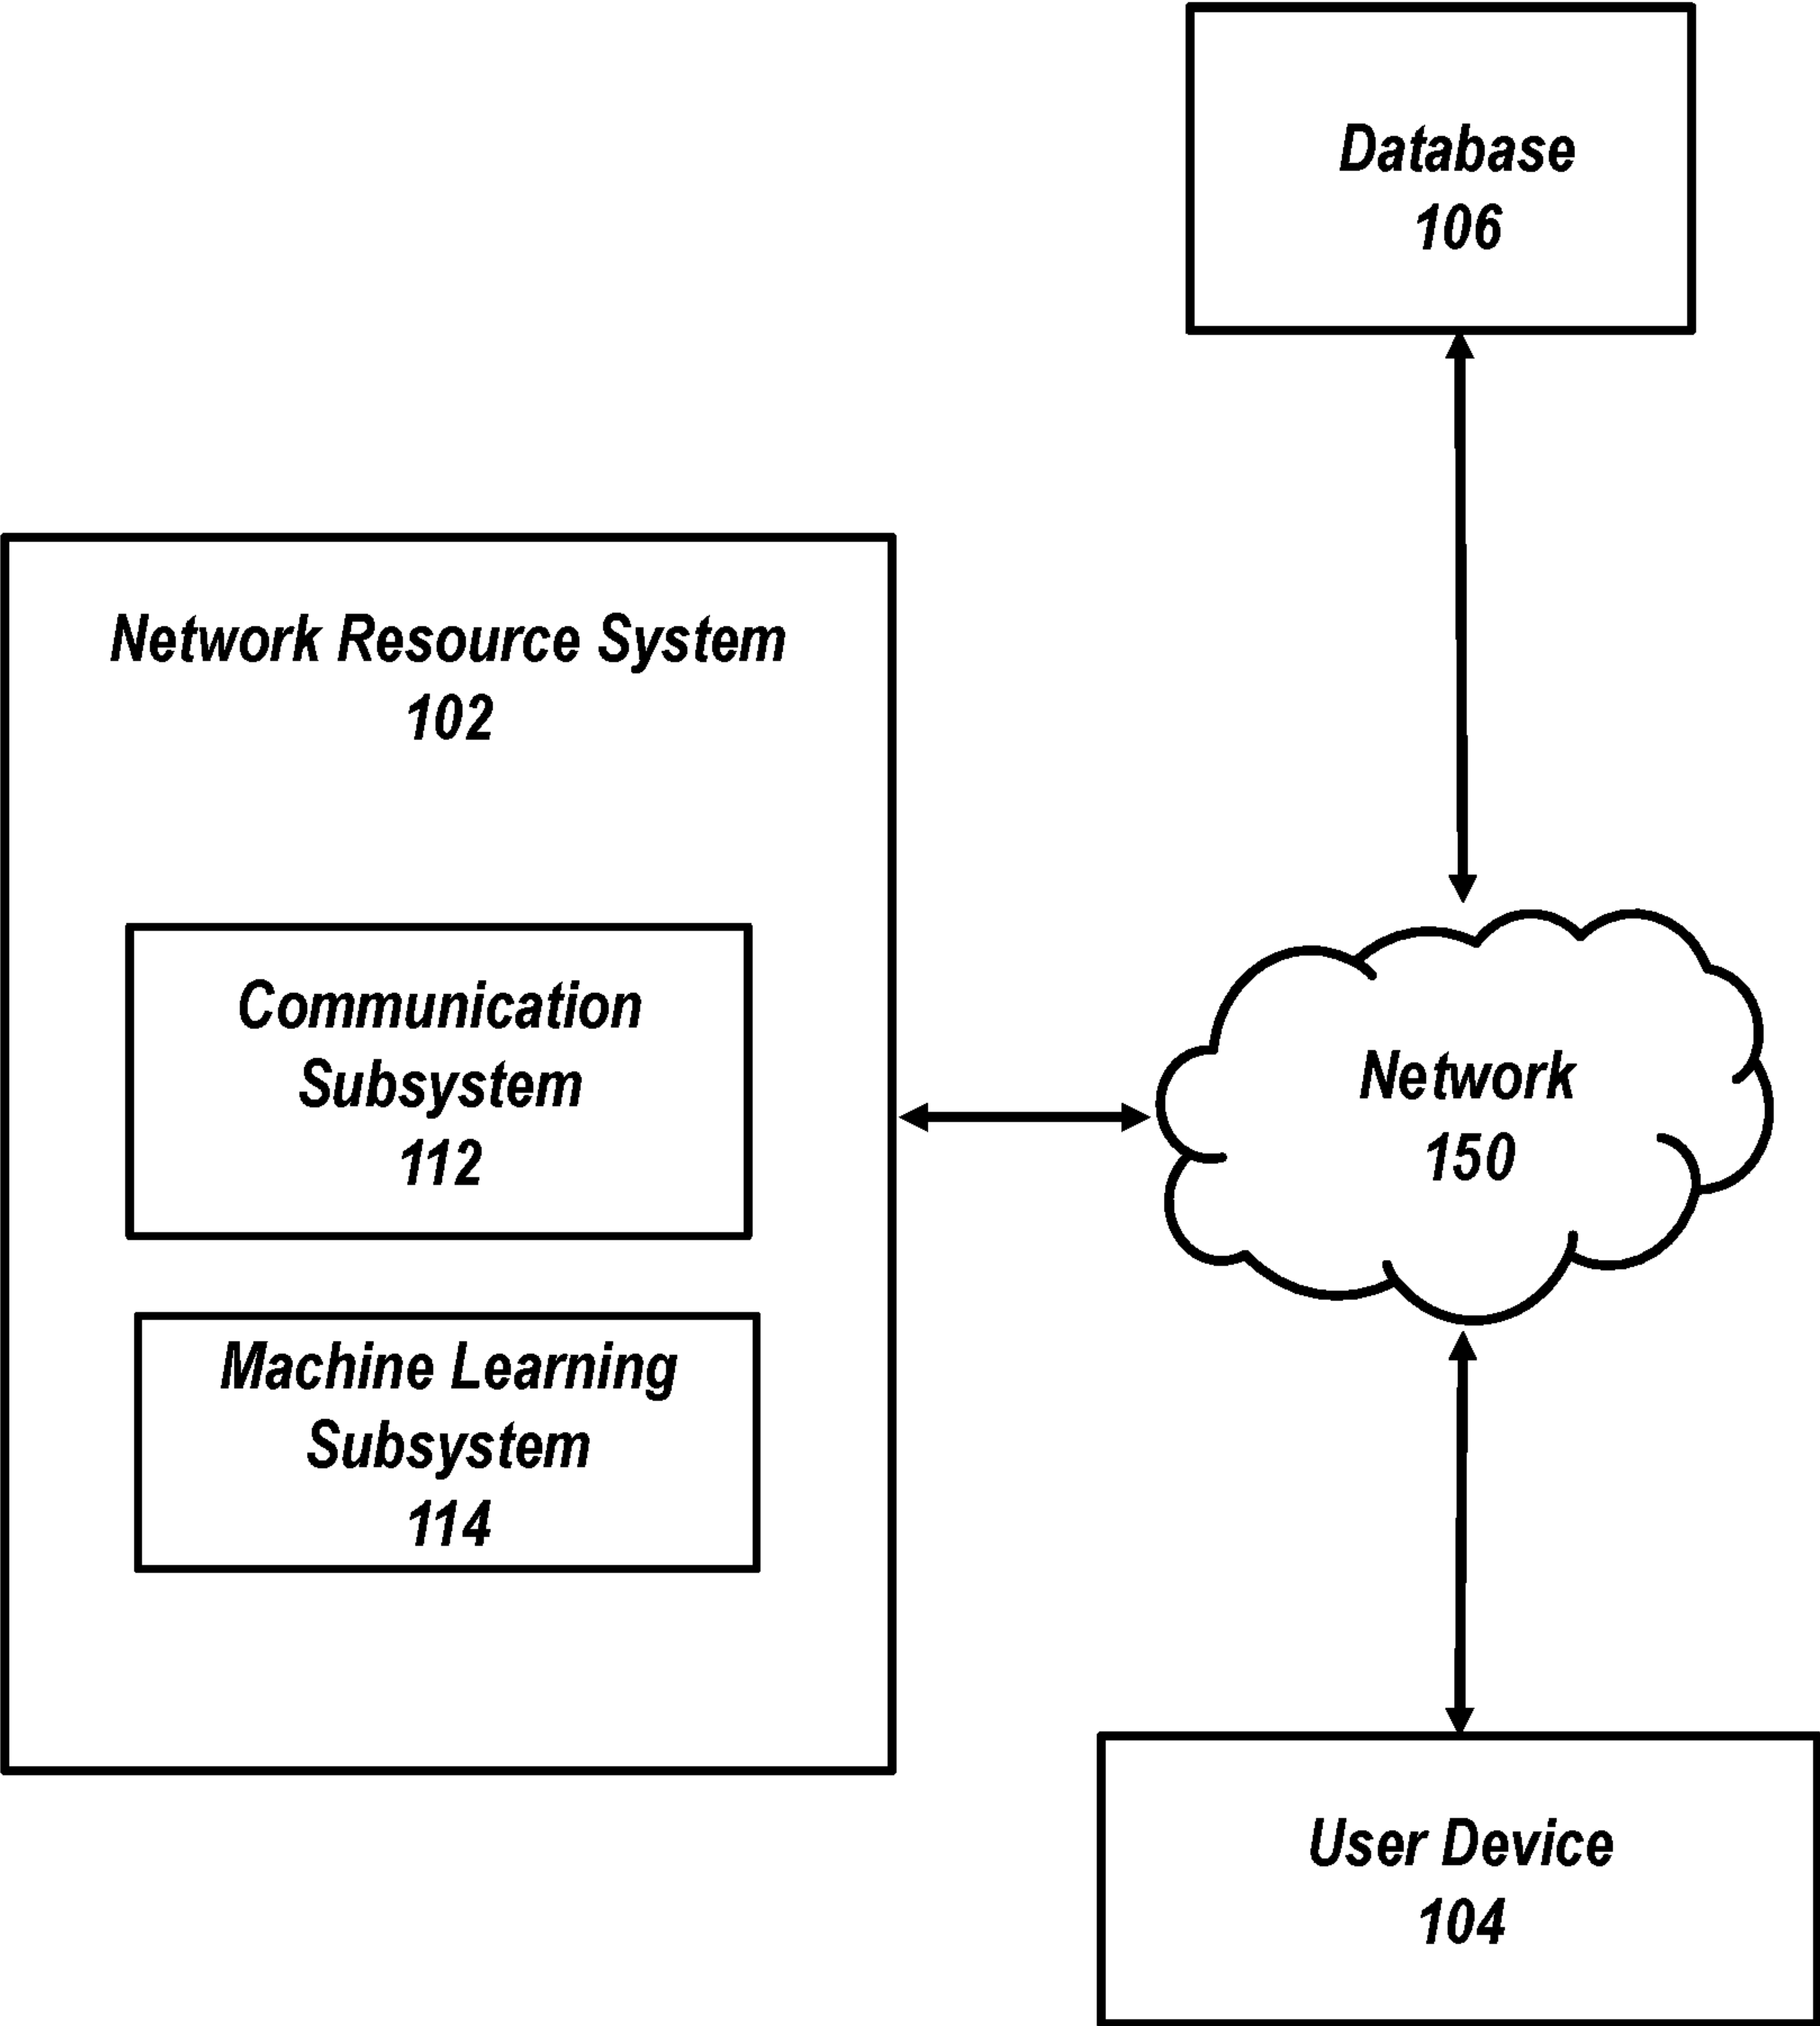 Database
106
Network Resource System
102
Communication
Subsystem
112
Machine Learning
Subsystem
114
Network
150
User Device
104